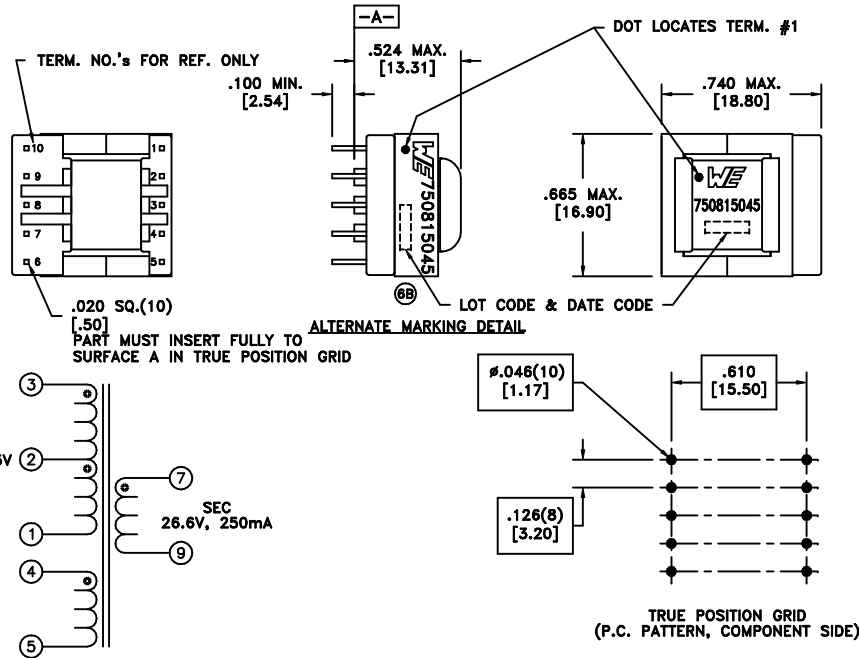 -A-
DOT LOCATES TERM. #1
TERM. NO.'s FOR REF. ONLY
.524 MAX.
[13.31]
.100 MIN.
[2.54]
.740 MAX.
[18.80]
10
9
8
7
6
1
2
3
4
5
WE
750815045
.665 MAX.
[16.90]
WE
750815045
.020 SQ.(10)
[.50]
PART MUST INSERT FULLY TO
SURFACE A IN TRUE POSITION GRID
6B
LOT CODE & DATE CODE
ALTERNATE MARKING DETAIL
3
V 2
1
4
5
7
SEC
26.6V, 250mA
9
ø.046(10)
[1.17]
.610
[15.50]
.126(8)
[3.20]
TRUE POSITION GRID
(P.C. PATTERN, COMPONENT SIDE)